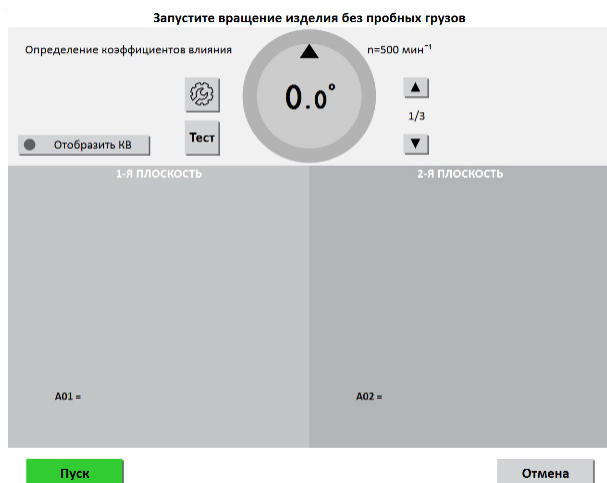 Запустите вращение изделия без пробных грузов
Определение коэффициентов влияния
n=500 мин⁻¹
0.0°
1/3
Тест
Отобразить КВ
1-Я ПЛОСКОСТЬ
2-Я ПЛОСКОСТЬ
A01 =
A02 =
Пуск
Отмена